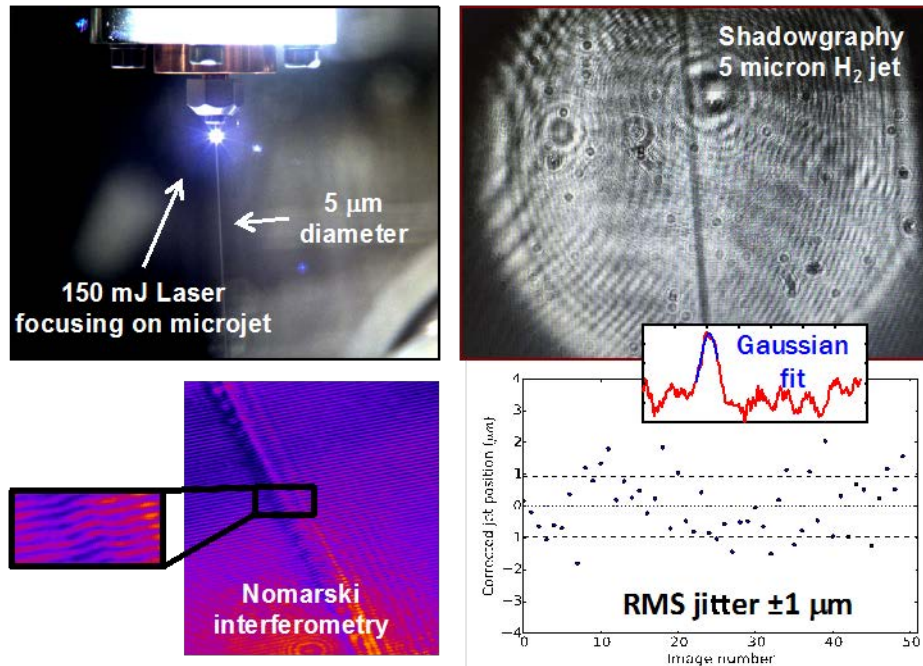 5 μm
diameter
150 mJ Laser
focusing on microjet
Shadowgraphy
5 micron H₂ jet
Nomarski
interferometry
Gaussian
fit
Corrected jet position (μm)
4
3
2
1
0
−1
−2
−3
−4
RMS jitter ±1 μm
0 10 20 30 40 50
Image number